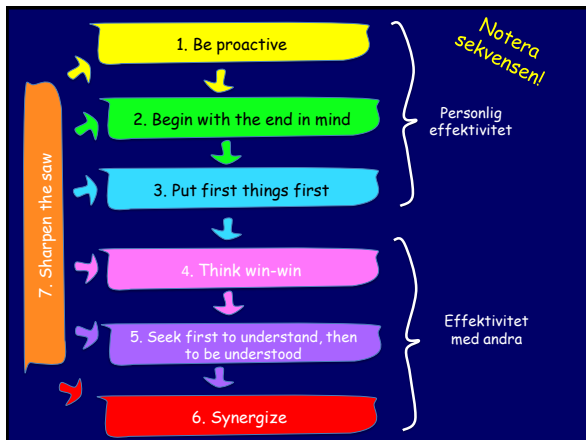 1. Be proactive
Notera
sekvensen!
2. Begin with the end in mind
Personlig
effektivitet
3. Put first things first
7. Sharpen the saw
4. Think win-win
5. Seek first to understand, then
to be understood
Effektivitet
med andra
6. Synergize